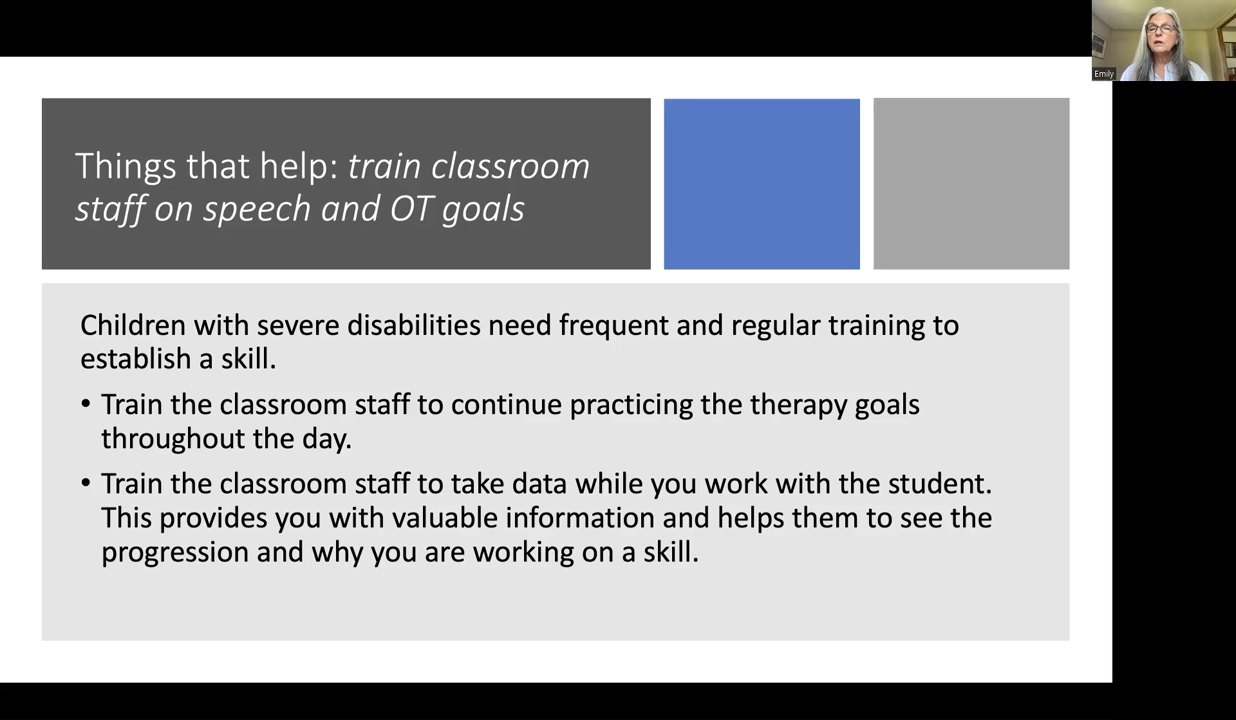 Emily
Things that help: train classroom
staff on speech and OT goals
Children with severe disabilities need frequent and regular training to
establish a skill.
• Train the classroom staff to continue practicing the therapy goals
throughout the day.
• Train the classroom staff to take data while you work with the student.
This provides you with valuable information and helps them to see the
progression and why you are working on a skill.